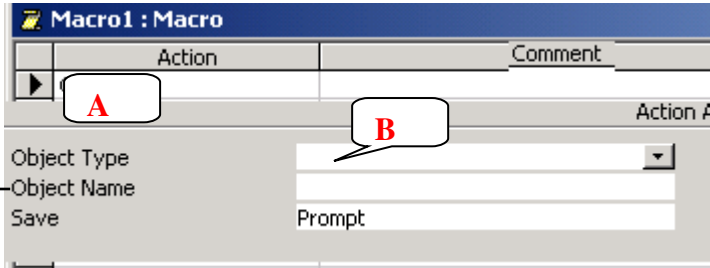 Macro1 : Macro
Action Comment
A
B
Action A
Object Type
Object Name
Save Prompt